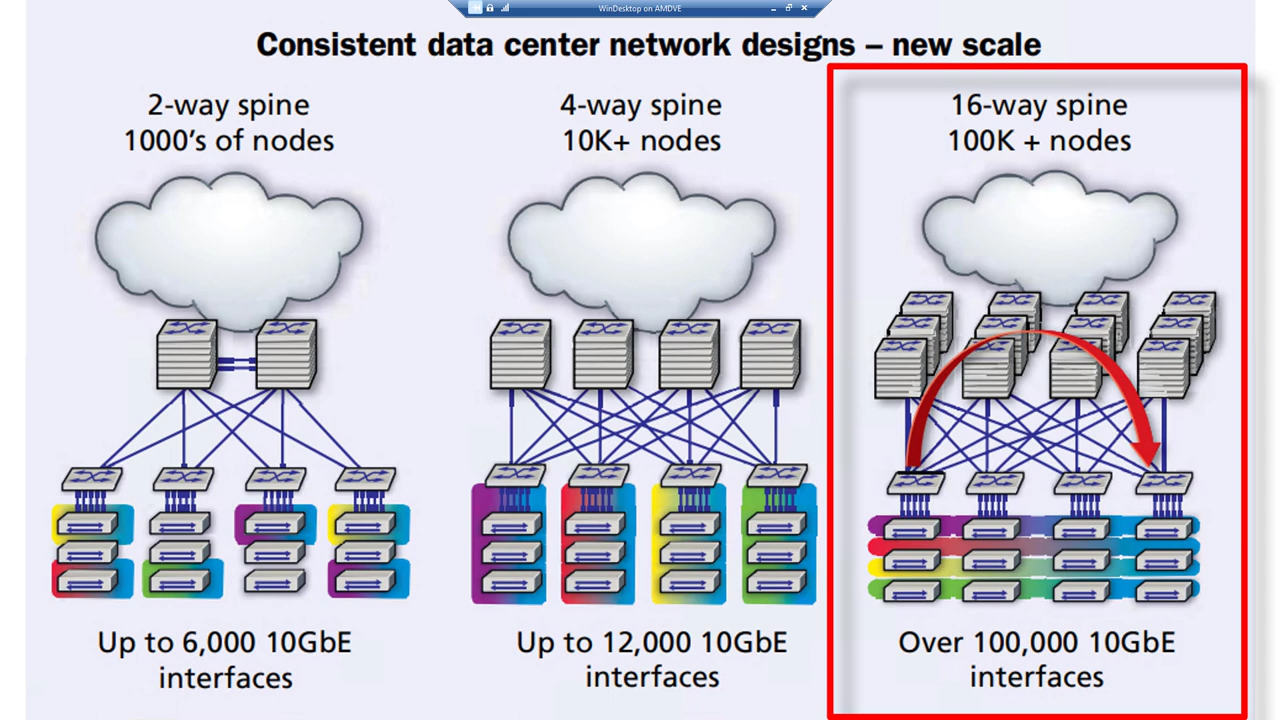 WinDesktop on AMDVE
Consistent data center network designs – new scale
2-way spine
1000's of nodes
4-way spine
10K+ nodes
16-way spine
100K + nodes
Up to 6,000 10GbE
interfaces
Up to 12,000 10GbE
interfaces
Over 100,000 10GbE
interfaces